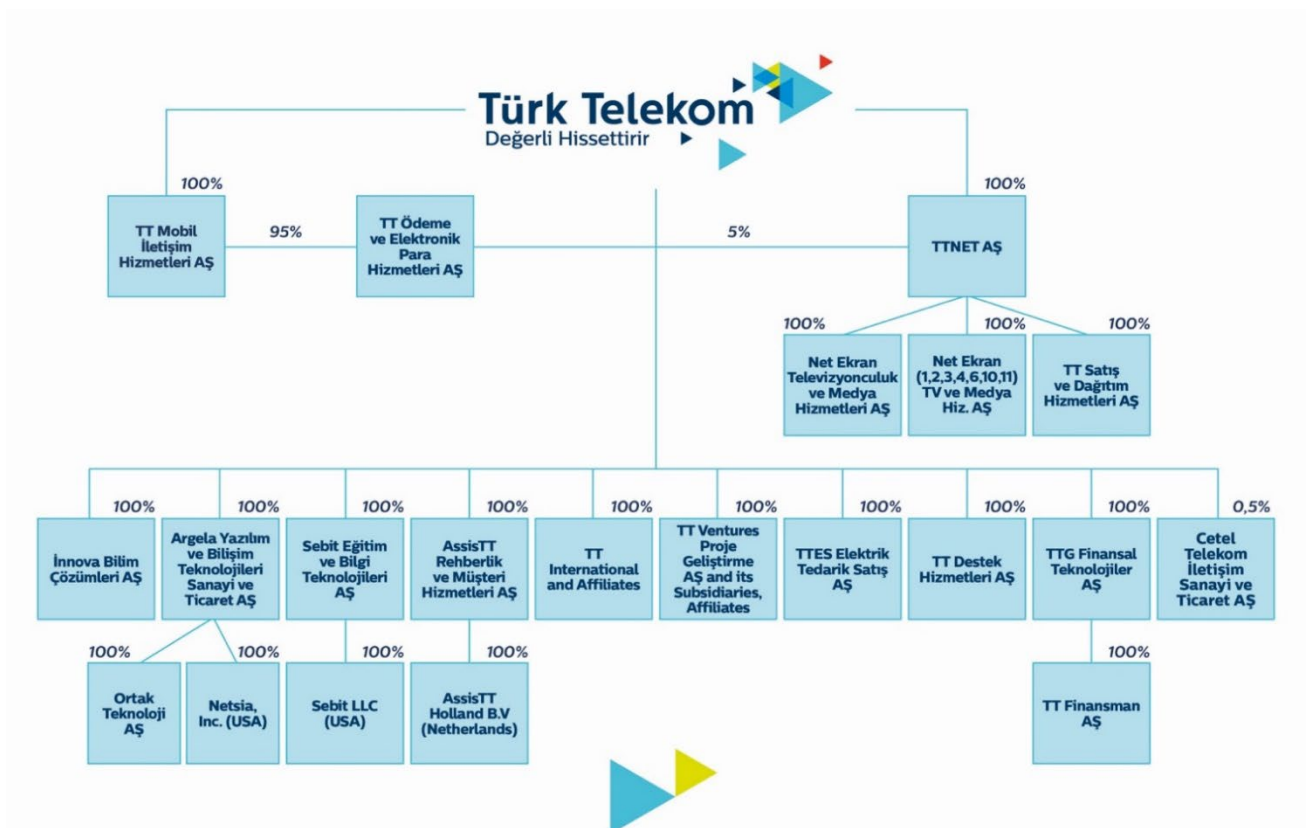 Türk Telekom
Değerli Hissettirir
100%
100%
TT Mobil
İletişim
Hizmetleri AŞ
95%
TT Ödeme
ve Elektronik
Para
Hizmetleri AŞ
5%
TTNET AŞ
100%
100%
100%
Net Ekran
Televizyonculuk
ve Medya
Hizmetleri AŞ
Net Ekran
(1,2,3,4,6,10,11)
TV ve Medya
Hiz. AŞ
TT Satış
ve Dağıtım
Hizmetleri AŞ
100%
100%
100%
100%
100%
100%
100%
100%
100%
0,5%
İnnova Bilim
Çözümleri AŞ
Argela Yazılım
ve Bilişim
Teknolojileri
Sanayi ve
Ticaret AŞ
Sebit Eğitim
ve Bilgi
Teknolojileri
AŞ
AssisTT
Rehberlik
ve Müşteri
Hizmetleri AŞ
TT
International
and Affiliates
TT Ventures
Proje
Geliştirme
AŞ and its
Subsidiaries,
Affiliates
TTES Elektrik
Tedarik Satış
AŞ
TT Destek
Hizmetleri AŞ
TTG Finansal
Teknolojiler
AŞ
Cetel
Telekom
İletişim
Sanayi ve
Ticaret AŞ
100%
100%
100%
100%
100%
Ortak
Teknoloji
AŞ
Netsia,
Inc. (USA)
Sebit LLC
(USA)
AssisTT
Holland B.V
(Netherlands)
TT Finansman
AŞ